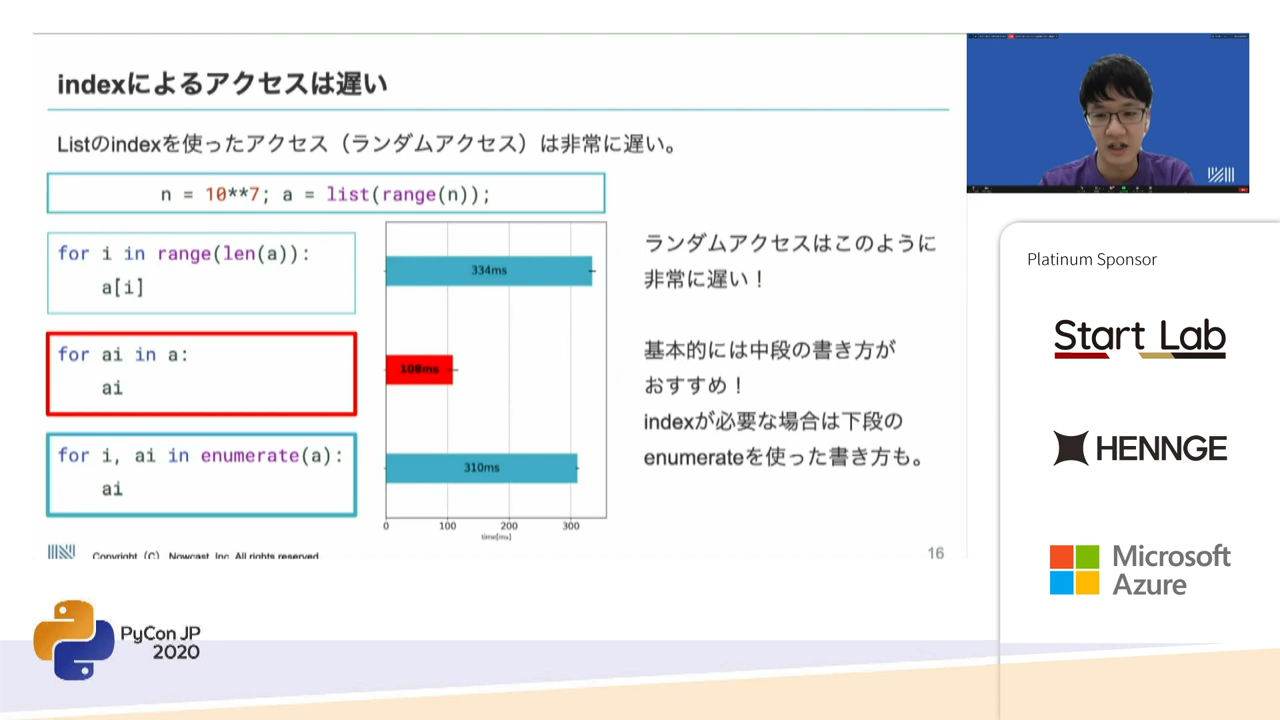 indexによるアクセスは遅い
Listのindexを使ったアクセス（ランダムアクセス）は非常に遅い。
n = 10**7; a = list(range(n));
for i in range(len(a)):
a[i]
for ai in a:
ai
for i, ai in enumerate(a):
ai
334ms
108ms
310ms
0 100 200 300
time[ms]
ランダムアクセスはこのように
非常に遅い！
基本的には中段の書き方が
おすすめ！
indexが必要な場合は下段の
enumerateを使った書き方も。
Copyright (C) Nowcast, Inc. All rights reserved
16
Platinum Sponsor
Start Lab
HENNGE
Microsoft
Azure
PyCon JP
2020